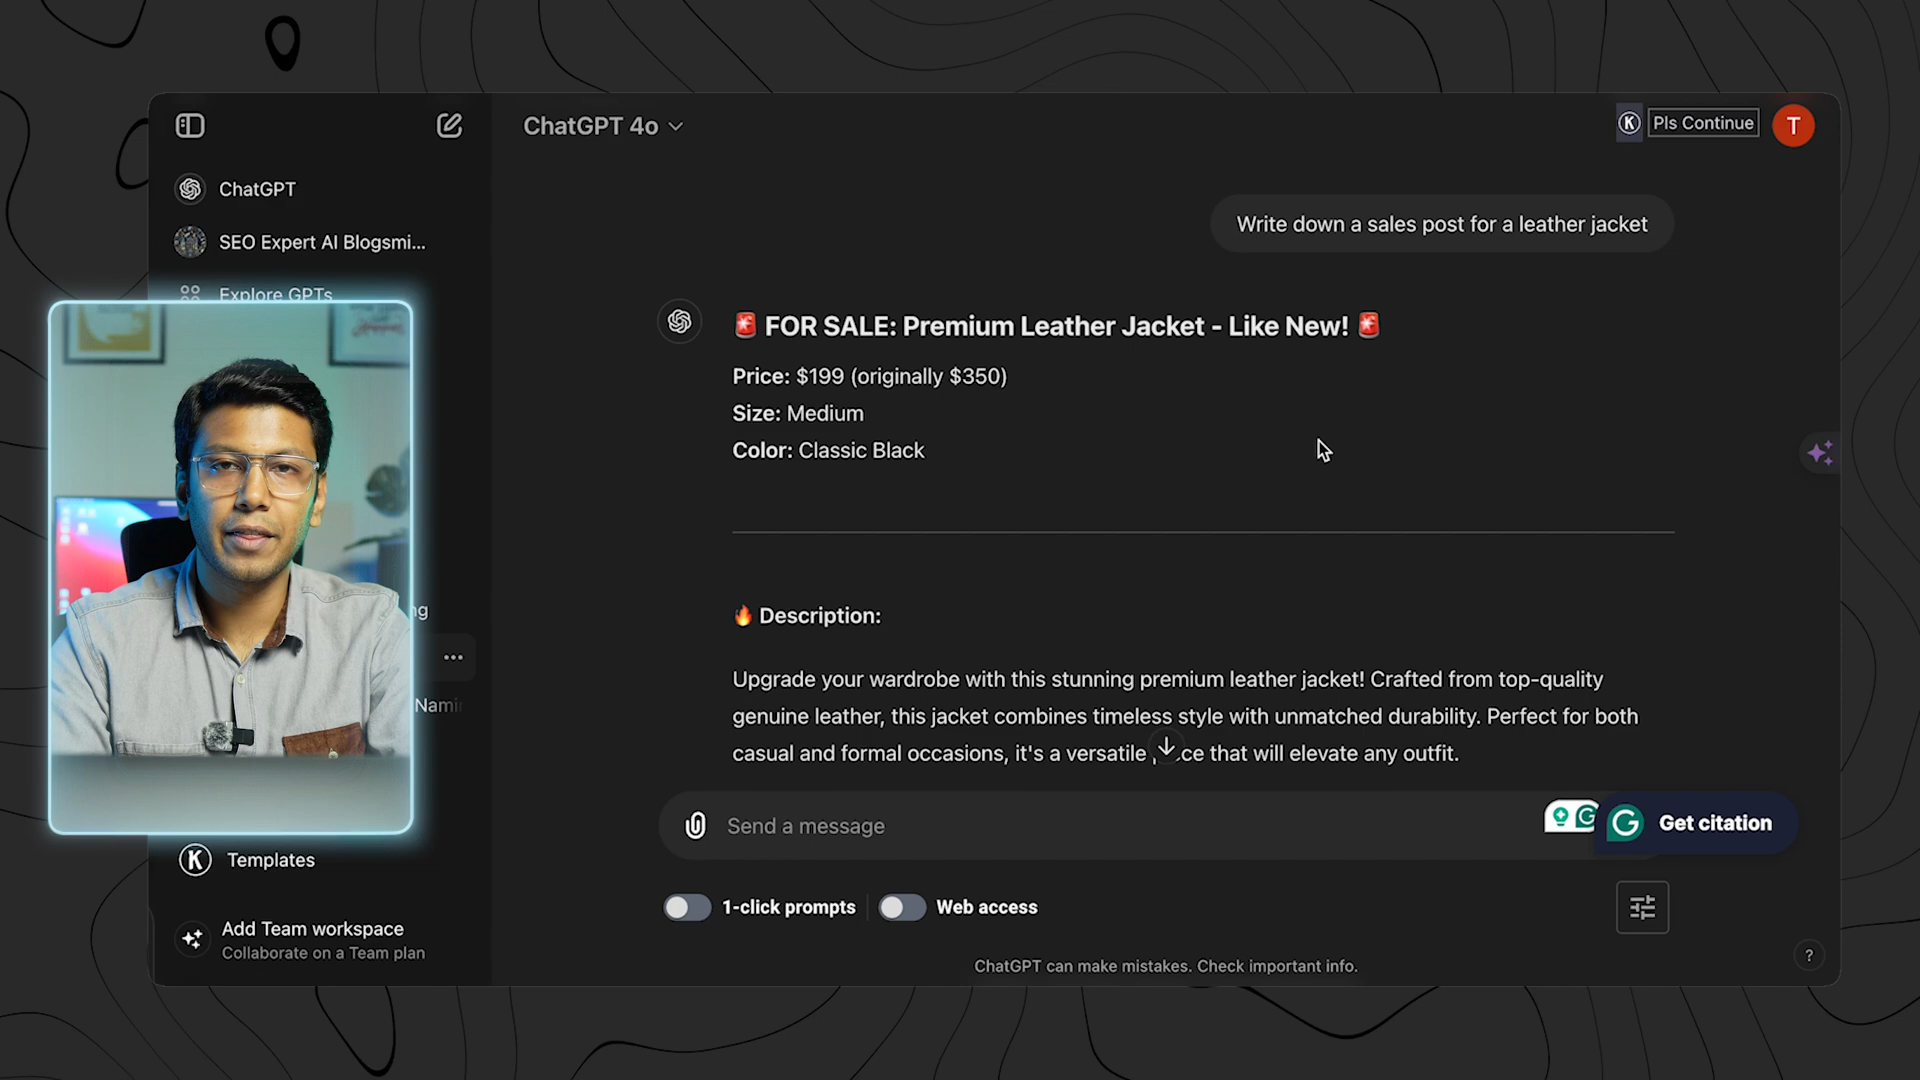 ChatGPT 4o
Pls Continue
T
ChatGPT
SEO Expert AI Blogsmi...
Explore GPTs
Write down a sales post for a leather jacket
🚨 FOR SALE: Premium Leather Jacket - Like New! 🚨
Price: $199 (originally $350)
Size: Medium
Color: Classic Black
🔥 Description:
Upgrade your wardrobe with this stunning premium leather jacket! Crafted from top-quality
genuine leather, this jacket combines timeless style with unmatched durability. Perfect for both
casual and formal occasions, it's a versatile that will elevate any outfit.
Send a message
Get citation
K Templates
1-click prompts
Web access
Add Team workspace
Collaborate on a Team plan
ChatGPT can make mistakes. Check important info.
?